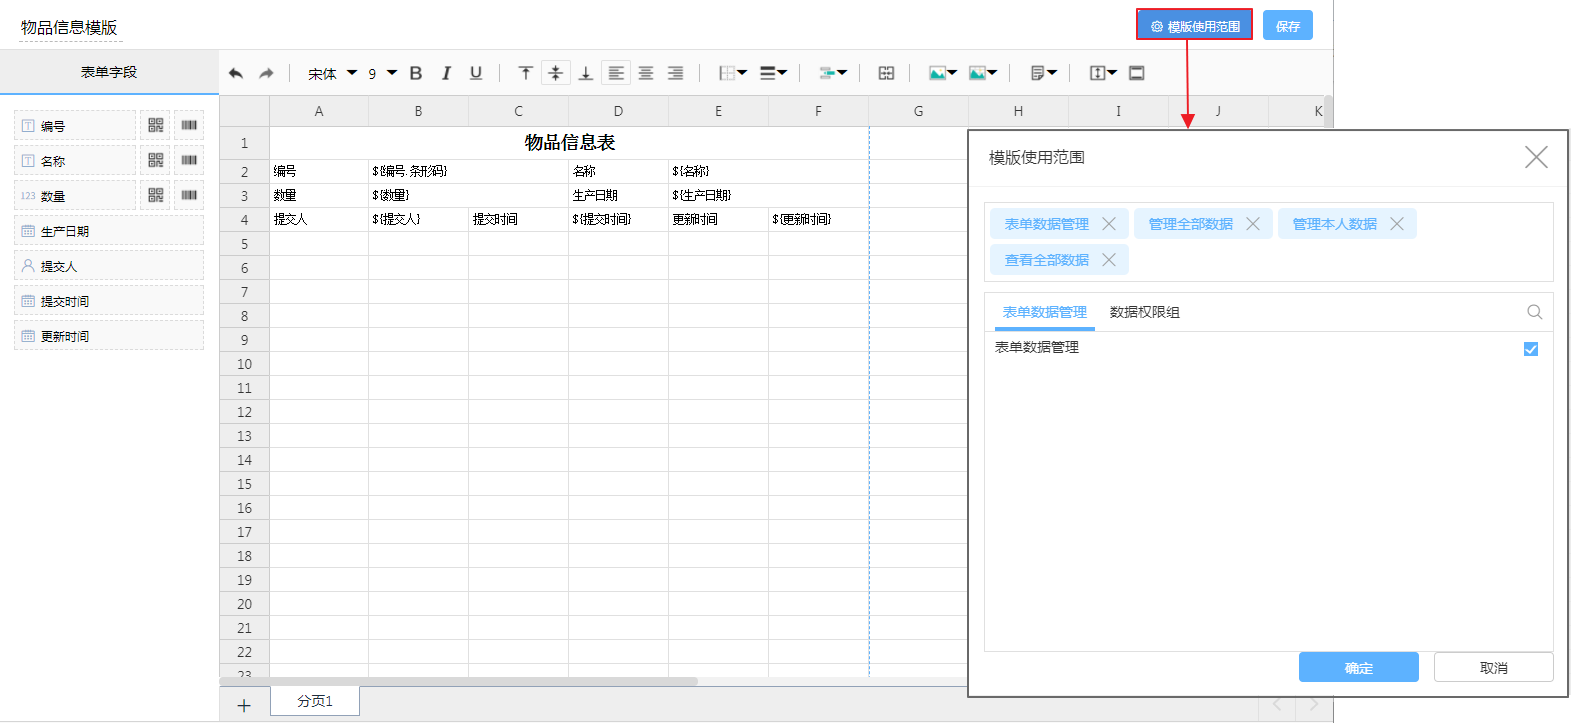 物品信息模版
模版使用范围
保存
表单字段
宋体
9
B
I
U
T 编号
T 名称
123 数量
生产日期
提交人
提交时间
更新时间
A B C D E F G H I J K
1 物品信息表
2 编号 ${编号.条形码} 名称 ${名称}
3 数量 ${数量} 生产日期 ${生产日期}
4 提交人 ${提交人} 提交时间 ${提交时间} 更新时间 ${更新时间}
5
6
7
8
9
10
11
12
13
14
15
16
17
18
19
20
21
22
23
+ 分页1
模版使用范围
表单数据管理 管理全部数据 管理本人数据
查看全部数据
表单数据管理 数据权限组
表单数据管理
确定 取消